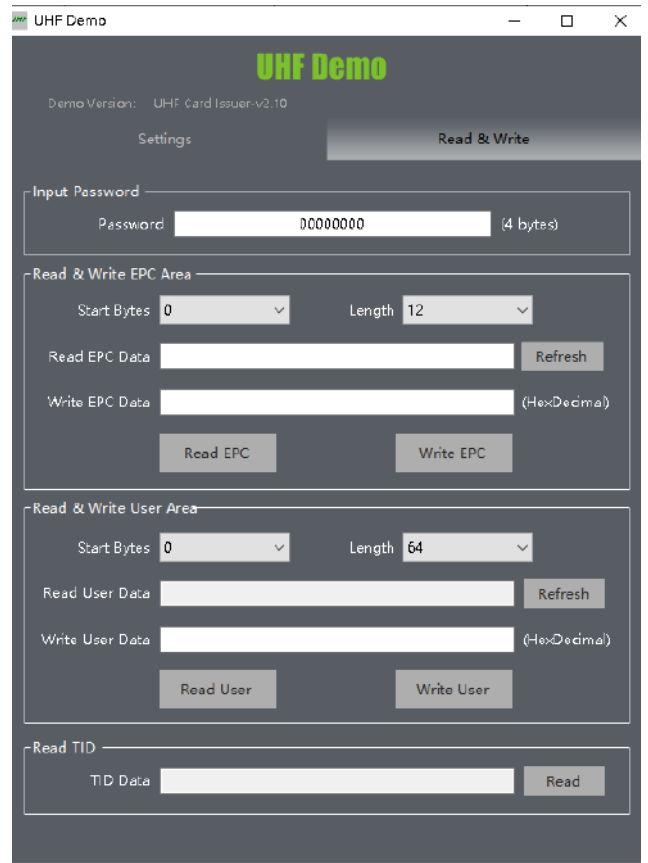 UHF Demo
UHF Demo
Demo Version: UHF Card Issuer-v2.10
Settings Read & Write
Input Password
Password 00000000 (4 bytes)
Read & Write EPC Area
Start Bytes 0 Length 12
Read EPC Data Refresh
Write EPC Data (HexDecimal)
Read EPC Write EPC
Read & Write User Area
Start Bytes 0 Length 64
Read User Data Refresh
Write User Data (HexDecimal)
Read User Write User
Read TID
TID Data Read